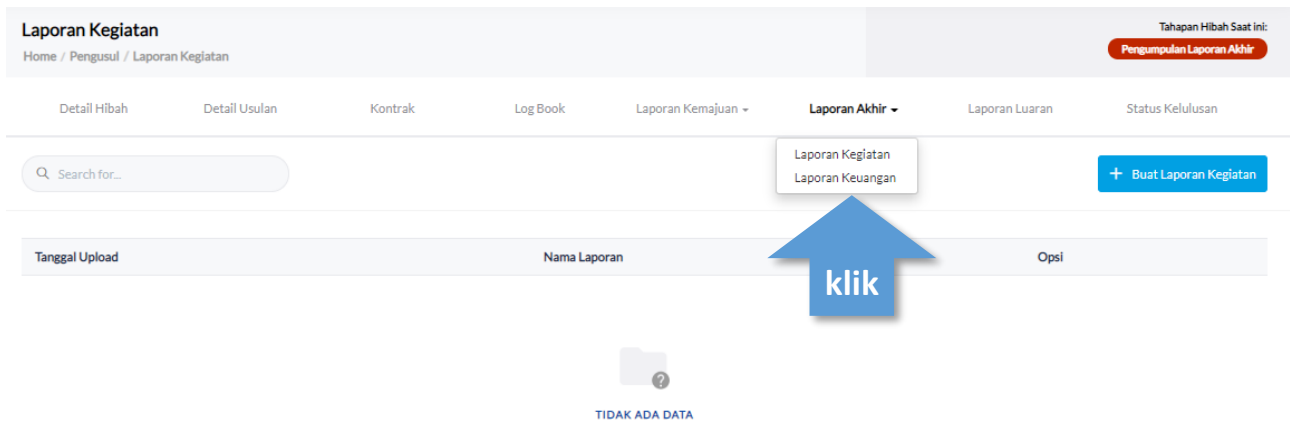 Laporan Kegiatan
Home / Pengusul / Laporan Kegiatan
Tahapan Hibah Saat ini:
Pengumpulan Laporan Akhir
Detail Hibah Detail Usulan Kontrak Log Book Laporan Kemajuan Laporan Akhir Laporan Luaran Status Kelulusan
Search for...
Laporan Kegiatan
Laporan Keuangan
+ Buat Laporan Kegiatan
Tanggal Upload Nama Laporan Opsi
klik
?
TIDAK ADA DATA